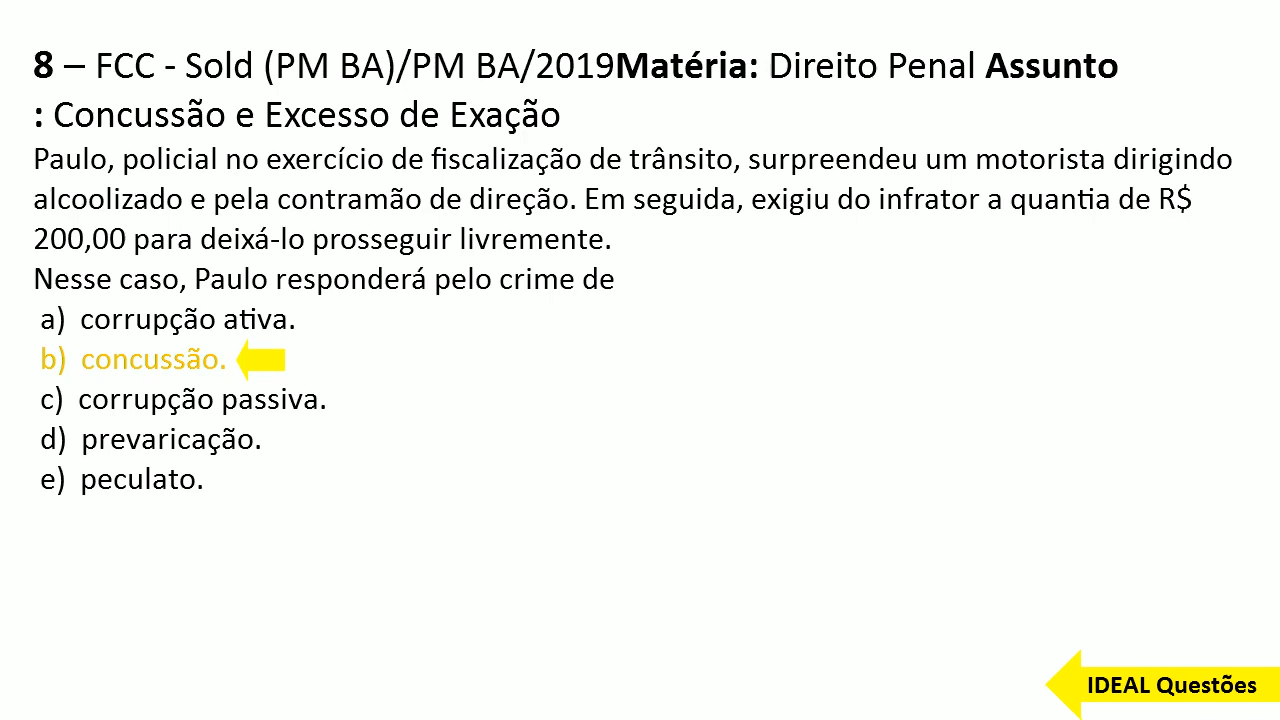 8 – FCC - Sold (PM BA)/PM BA/2019Matéria: Direito Penal Assunto
: Concussão e Excesso de Exação
Paulo, policial no exercício de fiscalização de trânsito, surpreendeu um motorista dirigindo
alcoolizado e pela contramão de direção. Em seguida, exigiu do infrator a quantia de R$
200,00 para deixá-lo prosseguir livremente.
Nesse caso, Paulo responderá pelo crime de
a) corrupção ativa.
b) concussão.
c) corrupção passiva.
d) prevaricação.
e) peculato.
IDEAL Questões